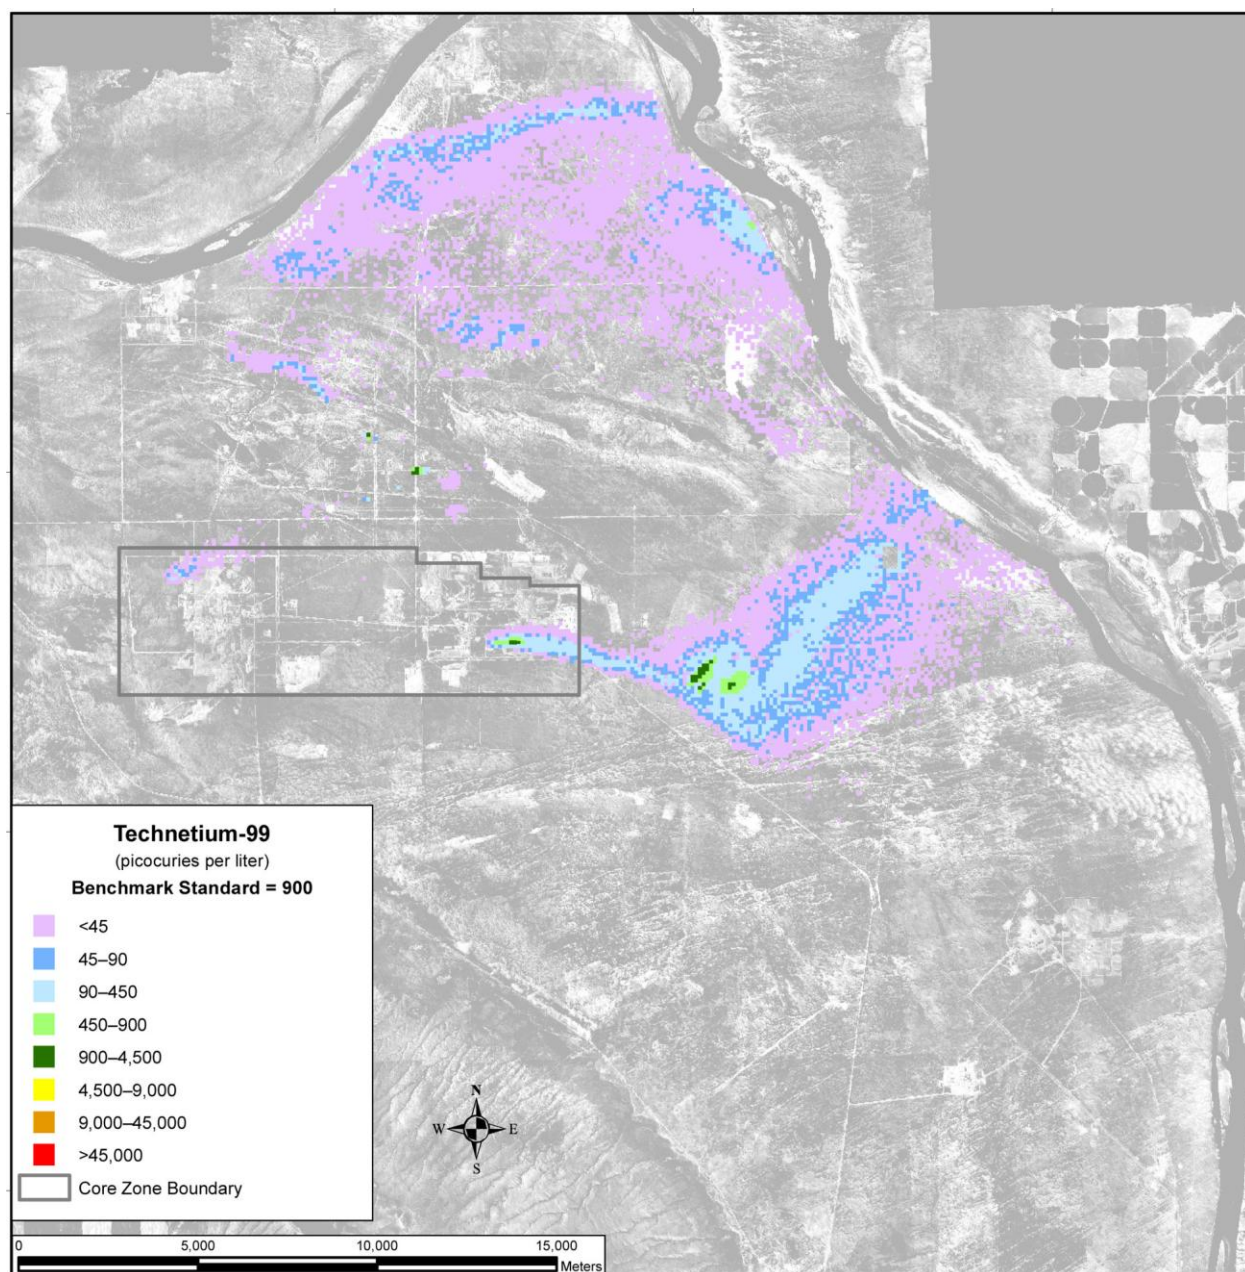 Technetium-99
(picocuries per liter)
Benchmark Standard = 900
<45
45–90
90–450
450–900
900–4,500
4,500–9,000
9,000–45,000
>45,000
Core Zone Boundary
N
W E
S
0 5,000 10,000 15,000
Meters